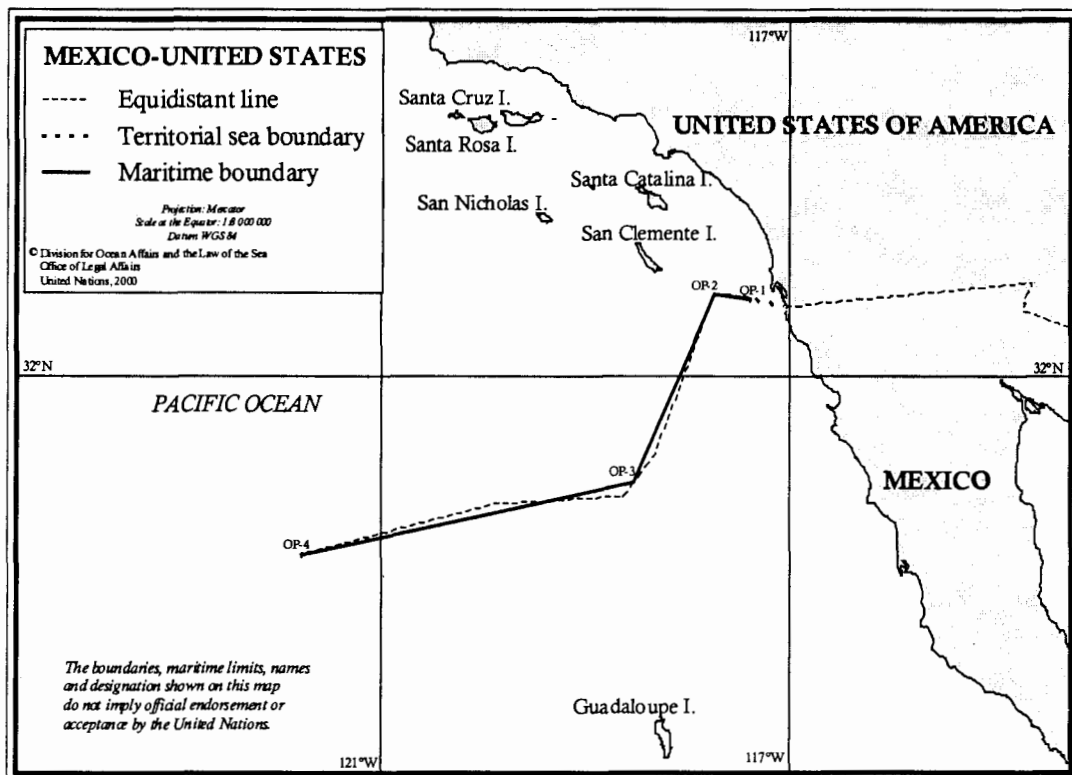 MEXICO-UNITED STATES
Equidistant line
Territorial sea boundary
Maritime boundary
Projection: Mercator
Scale at the Equator: 1:8 000 000
Datum WGS 84
© Division for Ocean Affairs and the Law of the Sea
Office of Legal Affairs
United Nations, 2000
117°W
Santa Cruz I.
Santa Rosa I.
UNITED STATES OF AMERICA
Santa Catalina I.
San Nicholas I.
San Clemente I.
OP-2
OP-1
32°N
32°N
PACIFIC OCEAN
OP-3
MEXICO
OP-4
The boundaries, maritime limits, names
and designation shown on this map
do not imply official endorsement or
acceptance by the United Nations.
Guadaloupe I.
121°W
117°W